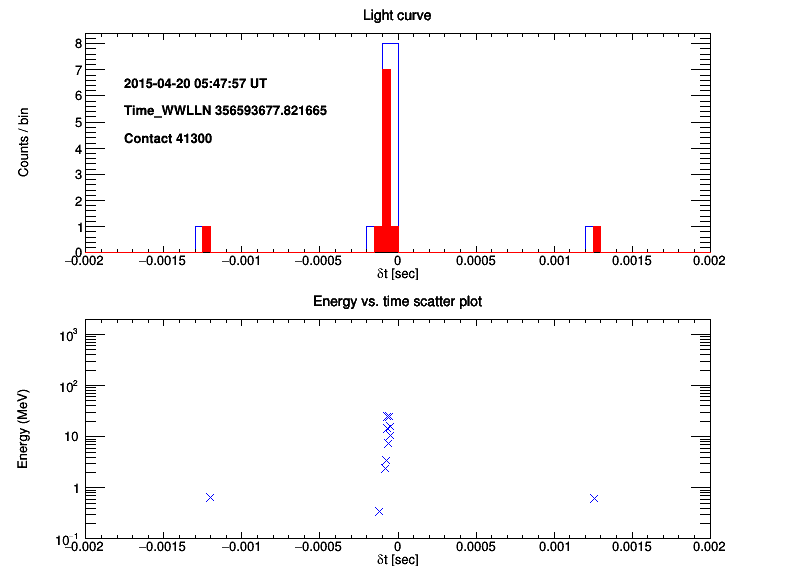 Light curve
Counts / bin
8
7
6
5
4
3
2
1
0
2015-04-20 05:47:57 UT
Time_WWLLN 356593677.821665
Contact 41300
−0.002 −0.0015 −0.001 −0.0005 0 0.0005 0.001 0.0015 0.002
δt [sec]
Energy vs. time scatter plot
Energy (MeV)
10³
10²
10
1
10⁻¹
−0.002 −0.0015 −0.001 −0.0005 0 0.0005 0.001 0.0015 0.002
δt [sec]